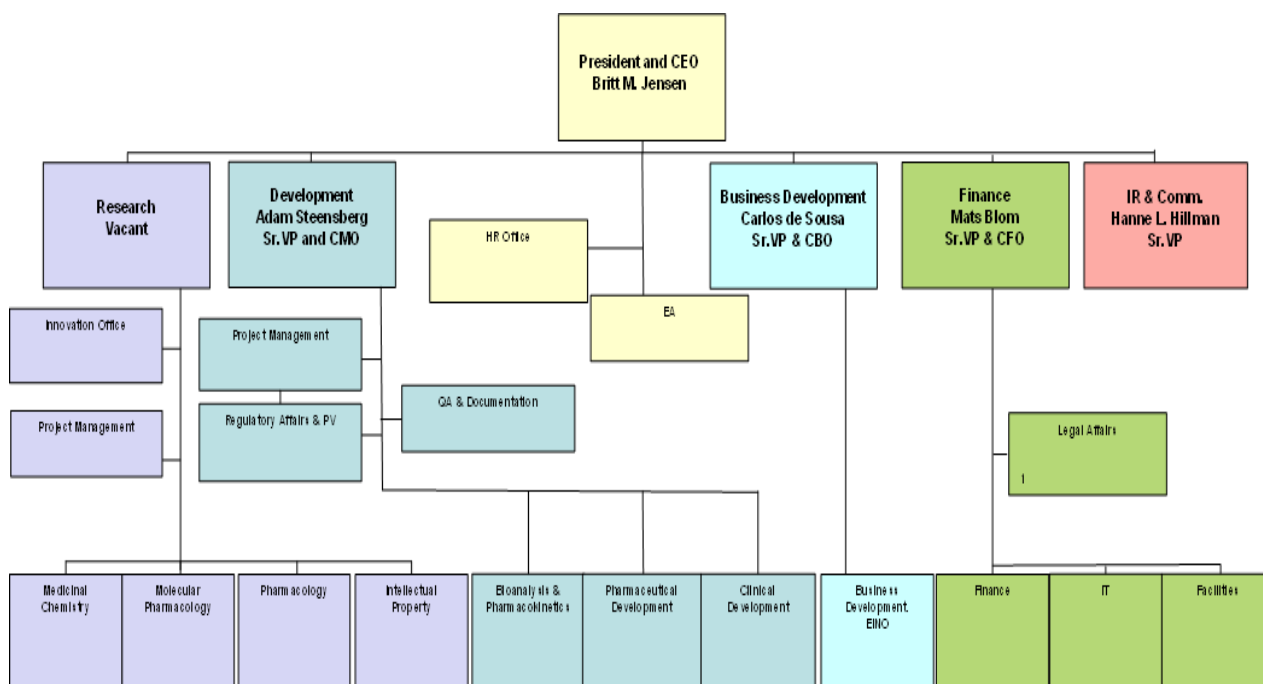 President and CEO
Britt M. Jensen
Research
Vacant
Development
Adam Steensberg
Sr. VP and CMO
Business Development
Carlos de Sousa
Sr. VP & CBO
Finance
Mats Blom
Sr. VP & CFO
IR & Comm.
Hanne L. Hillman
Sr. VP
HR Office
EA
Innovation Office
Project Management
Project Management
Regulatory Affairs & PV
QA & Documentation
Legal Affairs
1
Medicinal
Chemistry
Molecular
Pharmacology
Pharmacology
Intellectual
Property
Bioanalysis &
Pharmacokinetics
Pharmaceutical
Development
Clinical
Development
Business
Development.
EINO
Finance
IT
Facilities